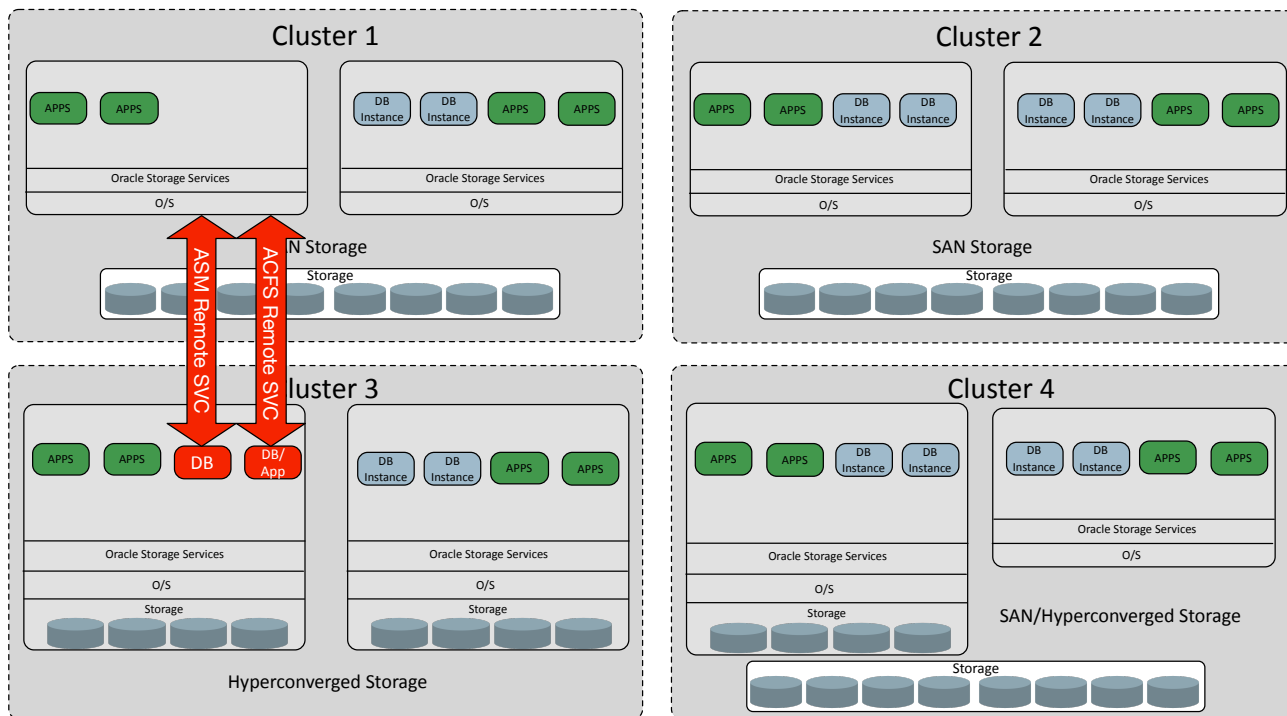 Cluster 1
APPS
APPS
Oracle Storage Services
O/S
DB
Instance
DB
Instance
APPS
APPS
Oracle Storage Services
O/S
N Storage
Storage
ASM Remote SVC
ACFS Remote SVC
Cluster 2
APPS
APPS
DB
Instance
DB
Instance
Oracle Storage Services
O/S
DB
Instance
DB
Instance
APPS
APPS
Oracle Storage Services
O/S
SAN Storage
Storage
luster 3
APPS
APPS
DB
DB/
App
Oracle Storage Services
O/S
Storage
DB
Instance
DB
Instance
APPS
APPS
Oracle Storage Services
O/S
Storage
Hyperconverged Storage
Cluster 4
APPS
APPS
DB
Instance
DB
Instance
Oracle Storage Services
O/S
Storage
DB
Instance
DB
Instance
APPS
APPS
Oracle Storage Services
O/S
SAN/Hyperconverged Storage
Storage